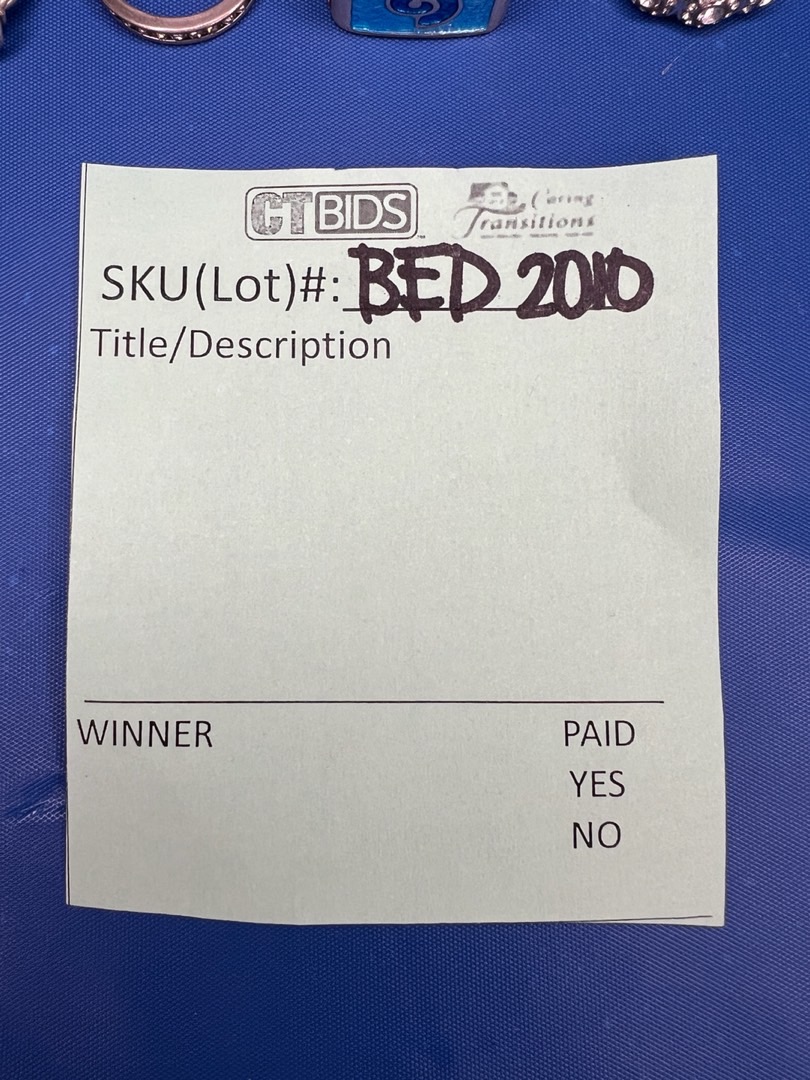 CTBIDS Caring
Transitions
SKU(Lot)#: BED 2010
Title/Description
WINNER PAID
YES
NO